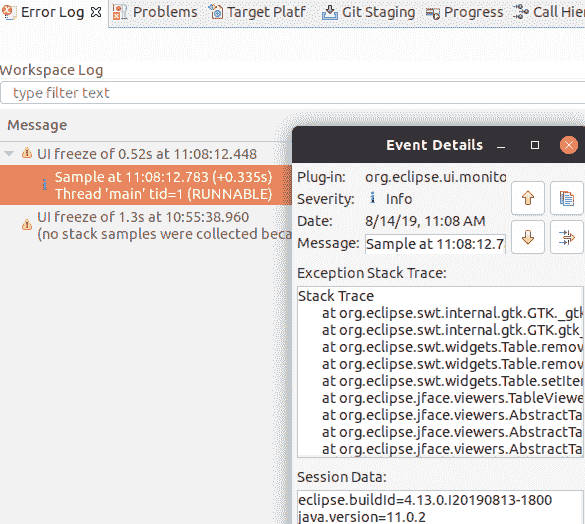 Error Log Problems Target Platf Git Staging Progress Call Hier
Workspace Log
type filter text
Message
UI freeze of 0.52s at 11:08:12.448
Sample at 11:08:12.783 (+0.335s)
Thread 'main' tid=1 (RUNNABLE)
UI freeze of 1.3s at 10:55:38.960
(no stack samples were collected beca
Event Details
Plug-in: org.eclipse.ui.monito
Severity: Info
Date: 8/14/19, 11:08 AM
Message: Sample at 11:08:12.7
Exception Stack Trace:
Stack Trace
at org.eclipse.swt.internal.gtk.GTK._gtk
at org.eclipse.swt.internal.gtk.GTK.gtk_
at org.eclipse.swt.widgets.Table.remov
at org.eclipse.swt.widgets.Table.remov
at org.eclipse.swt.widgets.Table.setIter
at org.eclipse.jface.viewers.TableViewe
at org.eclipse.jface.viewers.AbstractTa
at org.eclipse.jface.viewers.AbstractTa
at org.eclipse.jface.viewers.AbstractTa
Session Data:
eclipse.buildId=4.13.0.I20190813-1800
java.version=11.0.2